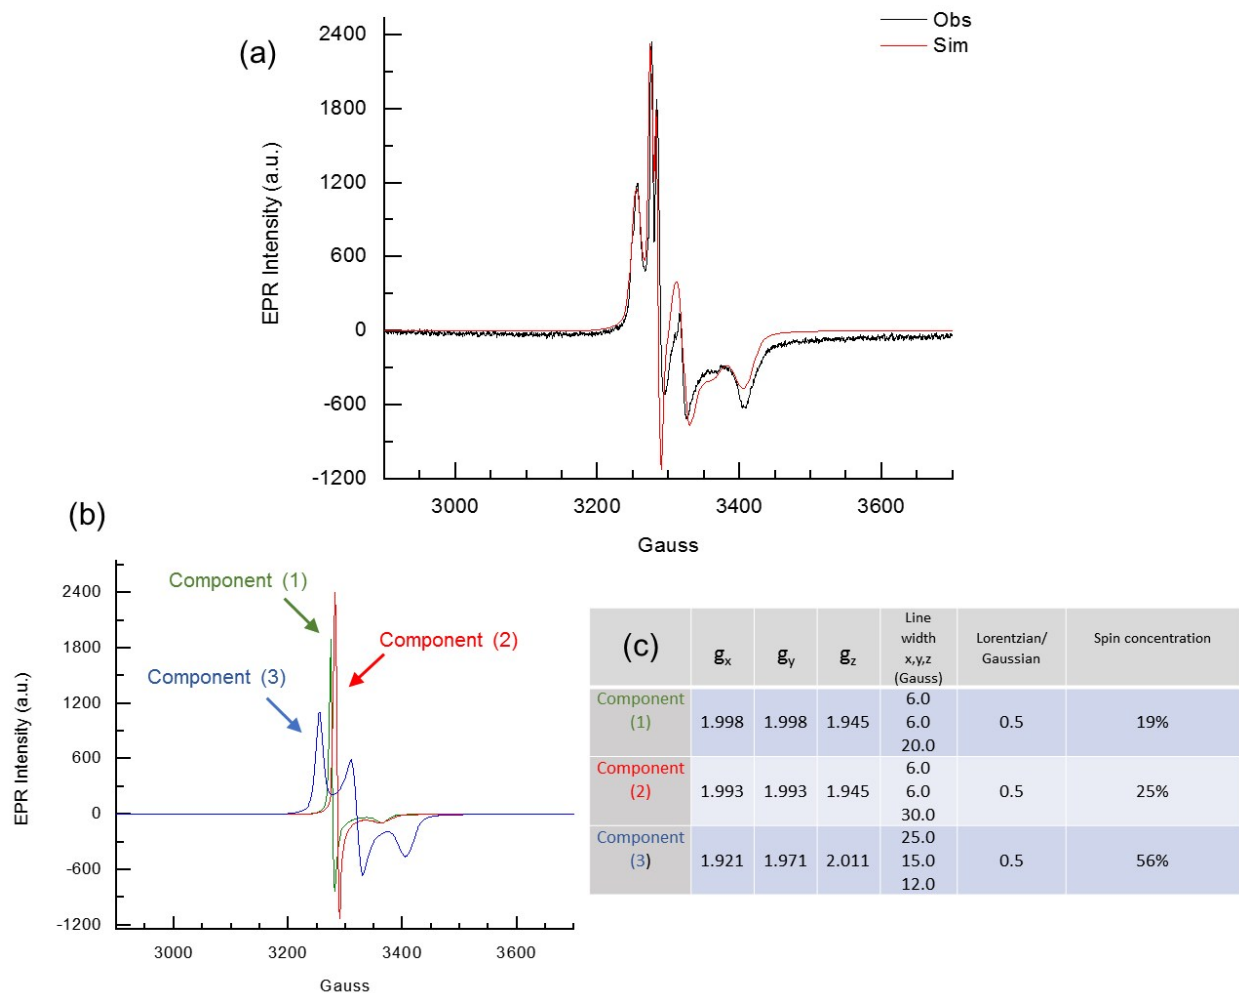 (a)
Obs
Sim
EPR Intensity (a.u.)
2400
1800
1200
600
0
-600
-1200
3000
3200
3400
3600
Gauss
(b)
Component (1)
Component (2)
Component (3)
EPR Intensity (a.u.)
2400
1800
1200
600
0
-600
-1200
3000
3200
3400
3600
Gauss
(c)
gx
gy
gz
Line
width
x,y,z
(Gauss)
Lorentzian/
Gaussian
Spin concentration
Component
(1)
1.998
1.998
1.945
6.0
6.0
20.0
0.5
19%
Component
(2)
1.993
1.993
1.945
6.0
6.0
30.0
0.5
25%
Component
(3)
1.921
1.971
2.011
25.0
15.0
12.0
0.5
56%